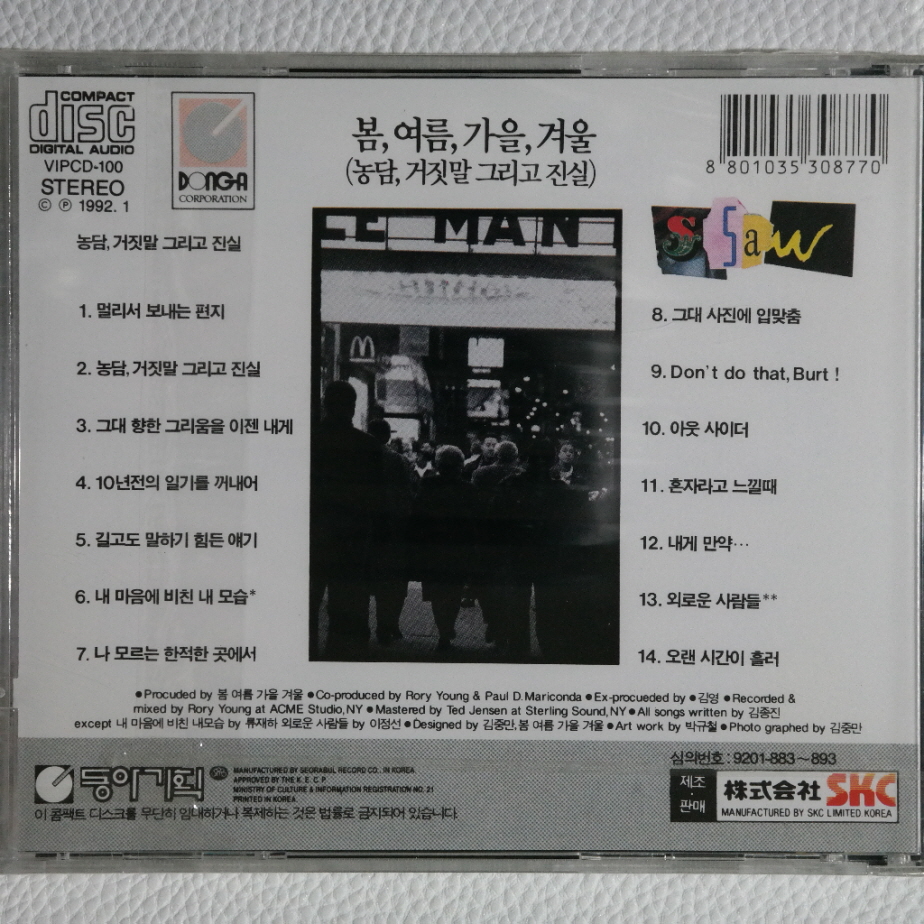 COMPACT
disc
DIGITAL AUDIO
VIPCD-100
STEREO
© ℗ 1992. 1
DONG-A
CORPORATION
봄, 여름, 가을, 겨울
(농담, 거짓말 그리고 진실)
8 801035 308770
SSaW
LE MAN
농담, 거짓말 그리고 진실
1. 멀리서 보내는 편지
2. 농담, 거짓말 그리고 진실
3. 그대 향한 그리움을 이젠 내게
4. 10년전의 일기를 꺼내어
5. 길고도 말하기 힘든 얘기
6. 내 마음에 비친 내 모습*
7. 나 모르는 한적한 곳에서
8. 그대 사진에 입맞춤
9. Don't do that, Burt !
10. 아웃 사이더
11. 혼자라고 느낄때
12. 내게 만약…
13. 외로운 사람들**
14. 오랜 시간이 흘러
●Procuded by 봄 여름 가을 겨울 ●Co-produced by Rory Young & Paul D. Mariconda ●Ex-procueded by ●김영 ●Recorded &
mixed by Rory Young at ACME Studio, NY ●Mastered by Ted Jensen at Sterling Sound, NY ●All songs written by 김종진
except 내 마음에 비친 내모습 by 류재하 외로운 사람들 by 이정선 ●Designed by 김중만, 봄 여름 가을 겨울 ●Art work by 박규철 ●Photo graphed by 김중만
동아기획
MANUFACTURED BY SEORABUL RECORD CO., IN KOREA.
APPROVED BY THE K. E. C. P.
MINISTRY OF CULTURE & INFORMATION REGISTRATION NO. 21
PRINTED IN KOREA.
이 콤팩트 디스크를 무단히 임대하거나 복제하는 것은 법률로 금지되어 있습니다.
심의번호 : 9201-883～893
제조·판매
株式会社 SKC
MANUFACTURED BY SKC LIMITED KOREA